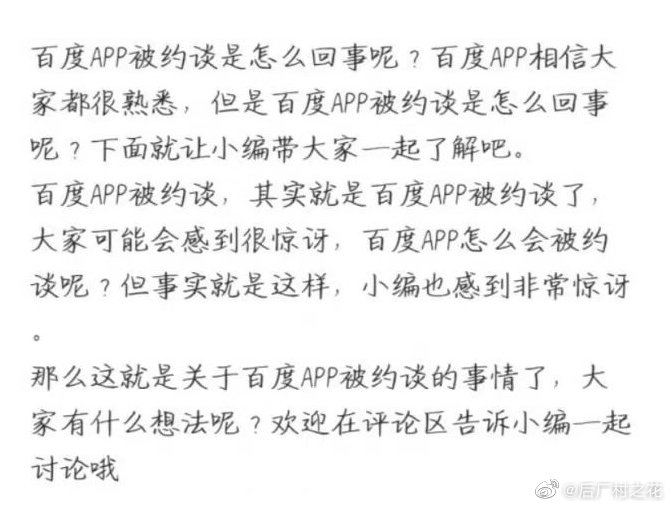 百度APP被约谈是怎么回事呢？百度APP相信大
家都很熟悉，但是百度APP被约谈是怎么回事
呢？下面就让小编带大家一起了解吧。
百度APP被约谈，其实就是百度APP被约谈了，
大家可能会感到很惊讶，百度APP怎么会被约
谈呢？但事实就是这样，小编也感到非常惊讶
。
那么这就是关于百度APP被约谈的事情了，大
家有什么想法呢？欢迎在评论区告诉小编一起
讨论哦
@后厂村之花